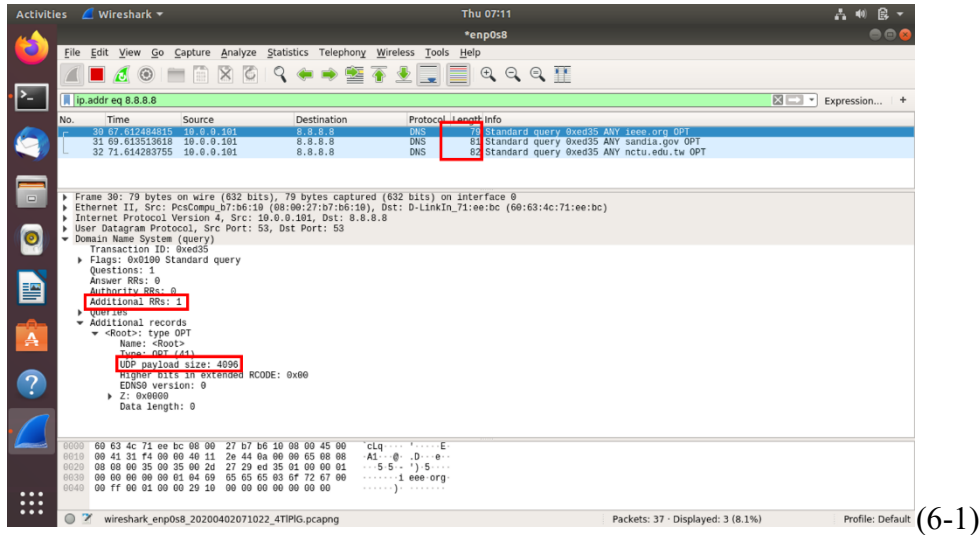 Activities Wireshark ▾ Thu 07:11
*enp0s8
File Edit View Go Capture Analyze Statistics Telephony Wireless Tools Help
ip.addr eq 8.8.8.8 Expression... +
No. Time Source Destination Protocol Length Info
30 67.612484815 10.0.0.101 8.8.8.8 DNS 79 Standard query 0xed35 ANY ieee.org OPT
31 69.613513618 10.0.0.101 8.8.8.8 DNS 81 Standard query 0xed35 ANY sandia.gov OPT
32 71.614283755 10.0.0.101 8.8.8.8 DNS 82 Standard query 0xed35 ANY nctu.edu.tw OPT
Frame 30: 79 bytes on wire (632 bits), 79 bytes captured (632 bits) on interface 0
Ethernet II, Src: PcsCompu_b7:b6:10 (08:00:27:b7:b6:10), Dst: D-LinkIn_71:ee:bc (60:63:4c:71:ee:bc)
Internet Protocol Version 4, Src: 10.0.0.101, Dst: 8.8.8.8
User Datagram Protocol, Src Port: 53, Dst Port: 53
Domain Name System (query)
Transaction ID: 0xed35
Flags: 0x0100 Standard query
Questions: 1
Answer RRs: 0
Authority RRs: 0
Additional RRs: 1
Queries
Additional records
<Root>: type OPT
Name: <Root>
Type: OPT (41)
UDP payload size: 4096
Higher bits in extended RCODE: 0x00
EDNS0 version: 0
Z: 0x0000
Data length: 0
0000 60 63 4c 71 ee bc 08 00 27 b7 b6 10 08 00 45 00 `cLq···· '·····E·
0010 00 41 31 f4 00 00 40 11 2e 44 0a 00 00 65 08 08 ·A1···@· .D···e··
0020 08 08 00 35 00 35 00 2d 27 29 ed 35 01 00 00 01 ···5·5·- ')·5····
0030 00 00 00 00 00 01 04 69 65 65 65 03 6f 72 67 00 ·······i eee·org·
0040 00 ff 00 01 00 00 29 10 00 00 00 00 00 00 00 ······)· ·······
wireshark_enp0s8_20200402071022_4TlPlG.pcapng Packets: 37 · Displayed: 3 (8.1%) Profile: Default
(6-1)